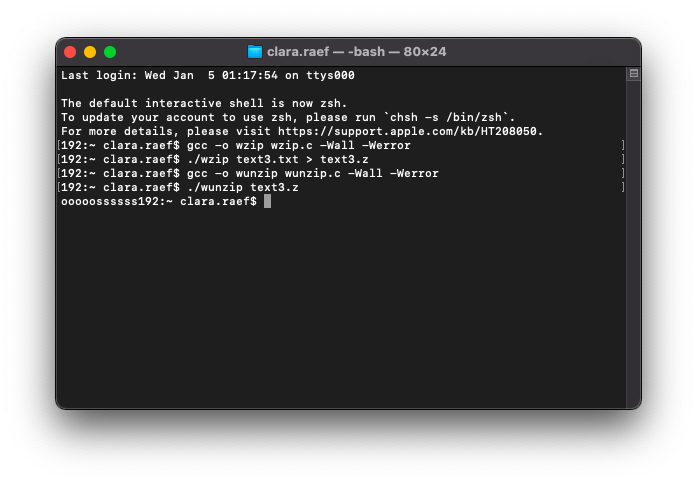 clara.raef — -bash — 80×24
Last login: Wed Jan  5 01:17:54 on ttys000
The default interactive shell is now zsh.
To update your account to use zsh, please run `chsh -s /bin/zsh`.
For more details, please visit https://support.apple.com/kb/HT208050.
[192:~ clara.raef$ gcc -o wzip wzip.c -Wall -Werror ]
[192:~ clara.raef$ ./wzip text3.txt > text3.z ]
[192:~ clara.raef$ gcc -o wunzip wunzip.c -Wall -Werror ]
[192:~ clara.raef$ ./wunzip text3.z ]
ooooossssss192:~ clara.raef$